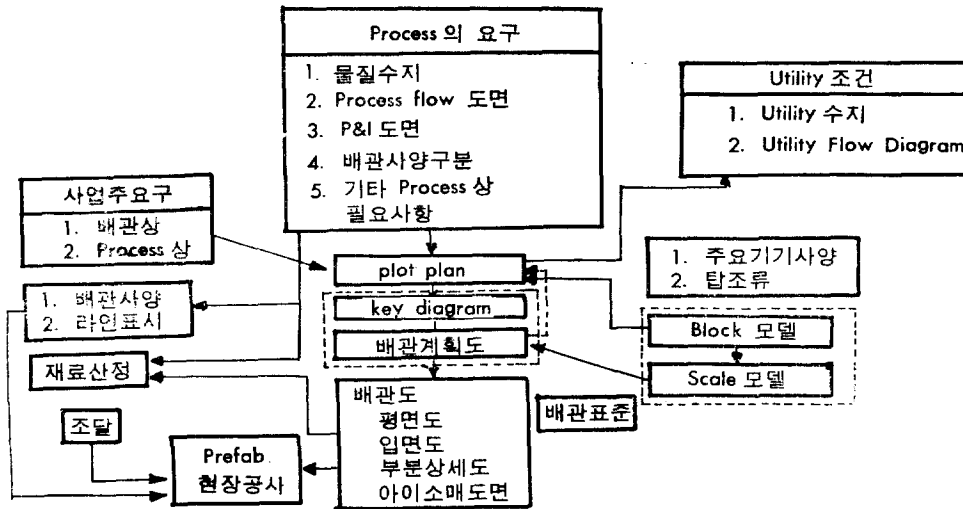 Process 의 요구
1. 물질수지
2. Process flow 도면
3. P&I 도면
4. 배관사양구분
5. 기타 Process 상
필요사항
Utility 조건
1. Utility 수지
2. Utility Flow Diagram
사업주요구
1. 배관상
2. Process 상
plot plan
1. 주요기기사양
2. 탑조류
1. 배관사양
2. 라인표시
key diagram
배관계획도
Block 모델
Scale 모델
재료산정
배관도
평면도
입면도
부분상세도
아이소매도면
배관표준
조달
Prefab.
현장공사